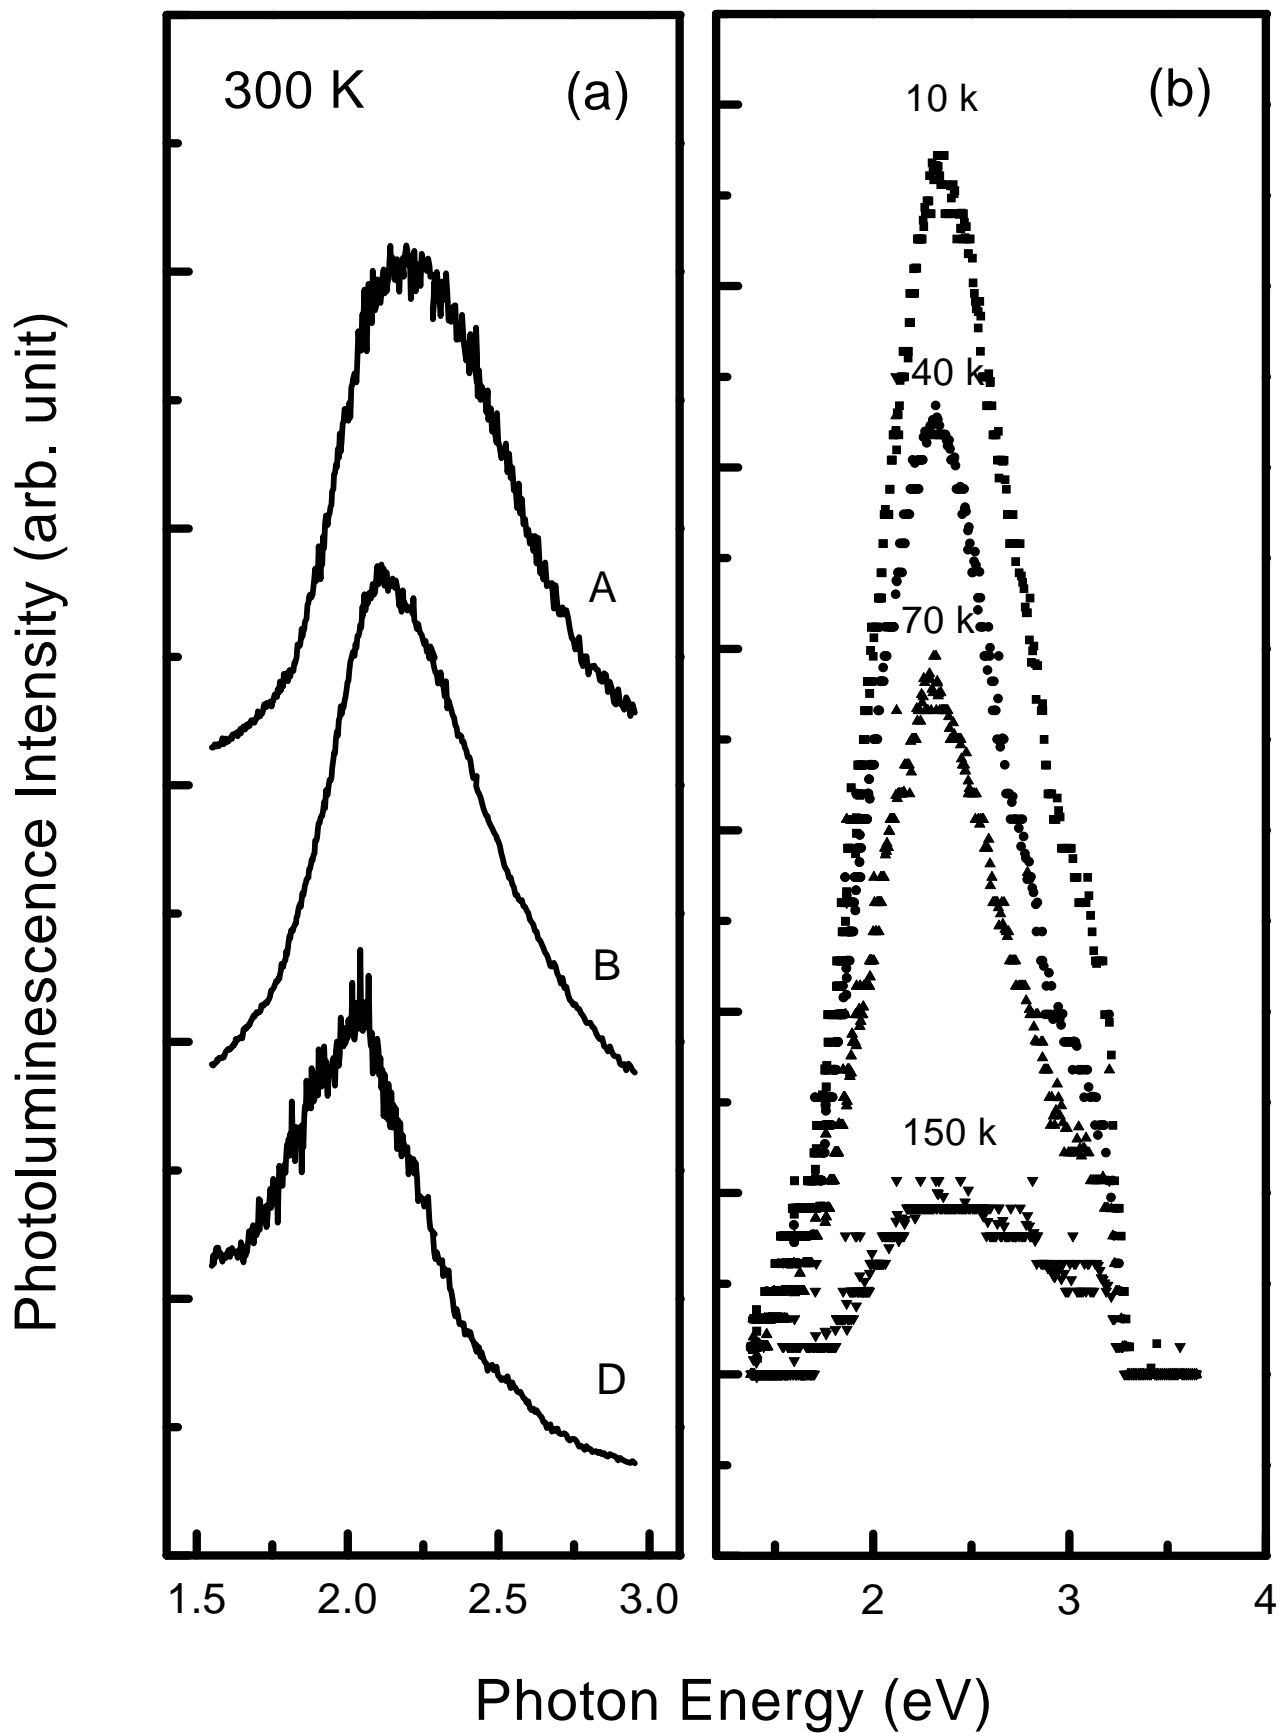 Photoluminescence Intensity (arb. unit)
300 K
(a)
A
B
D
1.5
2.0
2.5
3.0
(b)
10 k
40 k
70 k
150 k
2
3
4
Photon Energy (eV)